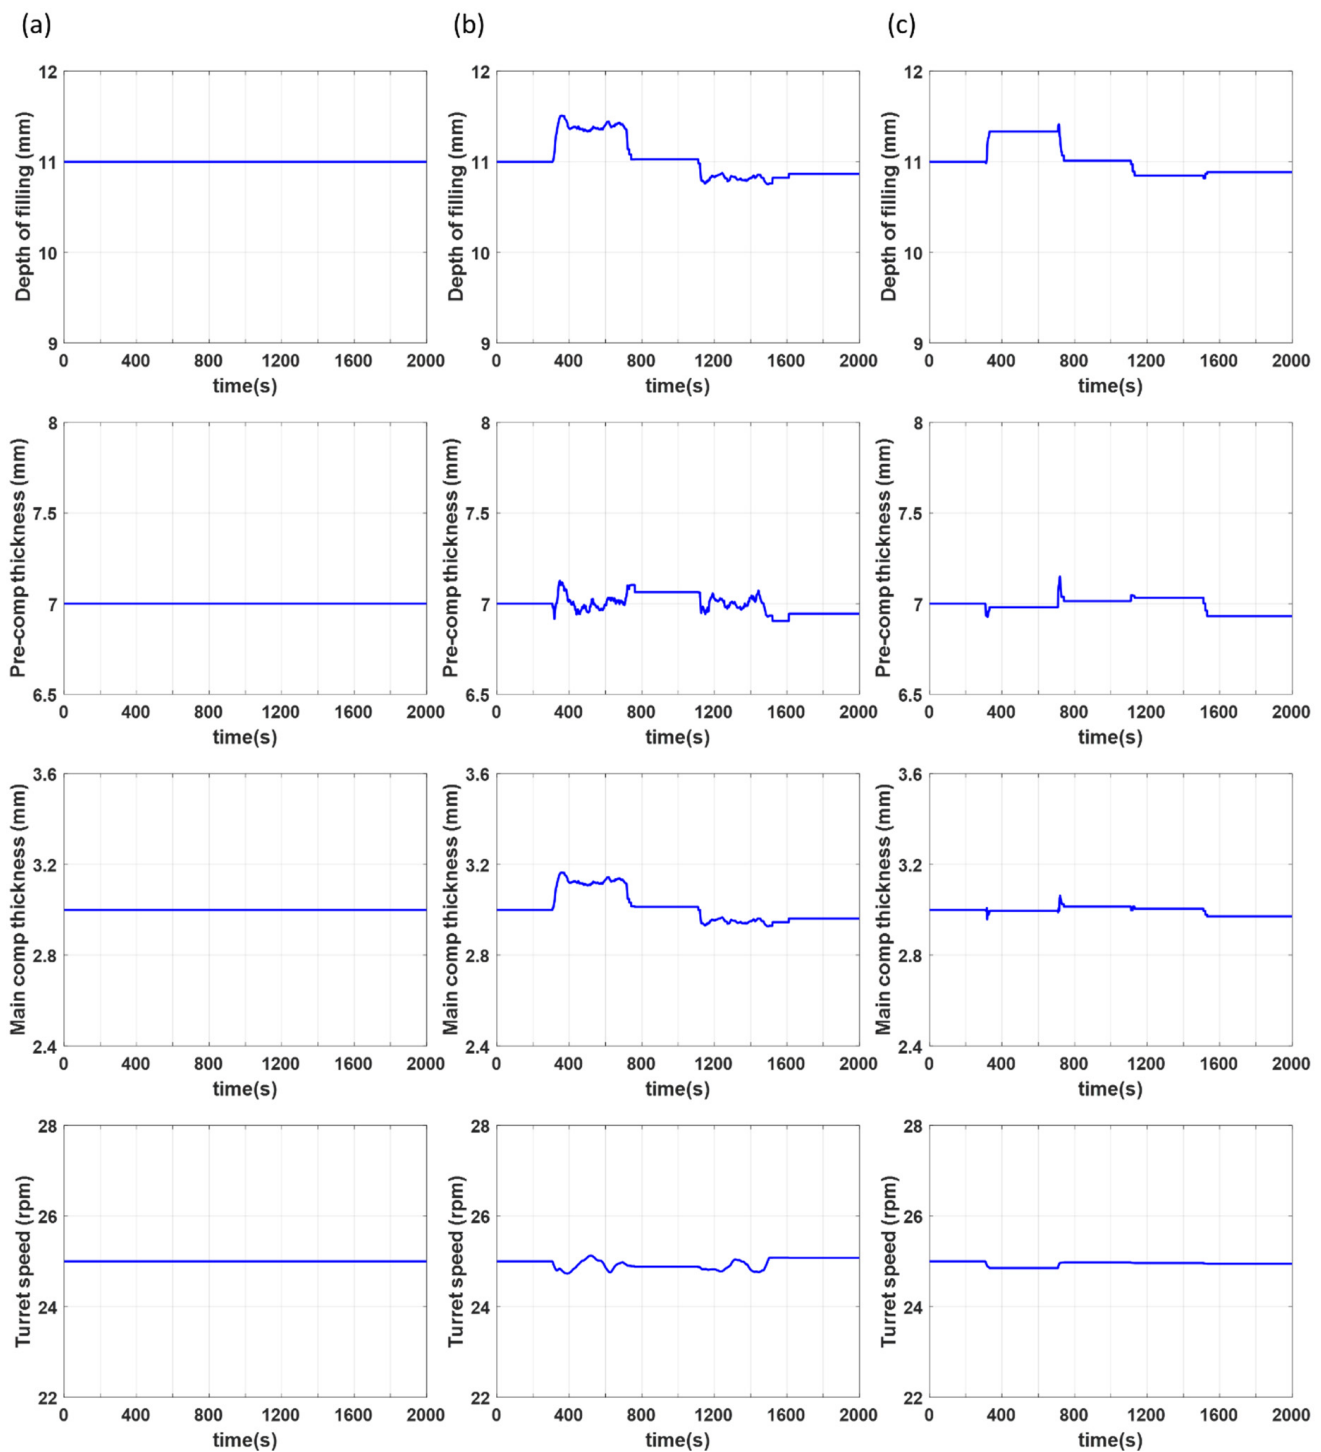 (a)
(b)
(c)
Depth of filling (mm)
12
11
10
9
0 400 800 1200 1600 2000
time(s)
Depth of filling (mm)
12
11
10
9
0 400 800 1200 1600 2000
time(s)
Depth of filling (mm)
12
11
10
9
0 400 800 1200 1600 2000
time(s)
Pre-comp thickness (mm)
8
7.5
7
6.5
0 400 800 1200 1600 2000
time(s)
Pre-comp thickness (mm)
8
7.5
7
6.5
0 400 800 1200 1600 2000
time(s)
Pre-comp thickness (mm)
8
7.5
7
6.5
0 400 800 1200 1600 2000
time(s)
Main comp thickness (mm)
3.6
3.2
2.8
2.4
0 400 800 1200 1600 2000
time(s)
Main comp thickness (mm)
3.6
3.2
2.8
2.4
0 400 800 1200 1600 2000
time(s)
Main comp thickness (mm)
3.6
3.2
2.8
2.4
0 400 800 1200 1600 2000
time(s)
Turret speed (rpm)
28
26
24
22
0 400 800 1200 1600 2000
time(s)
Turret speed (rpm)
28
26
24
22
0 400 800 1200 1600 2000
time(s)
Turret speed (rpm)
28
26
24
22
0 400 800 1200 1600 2000
time(s)